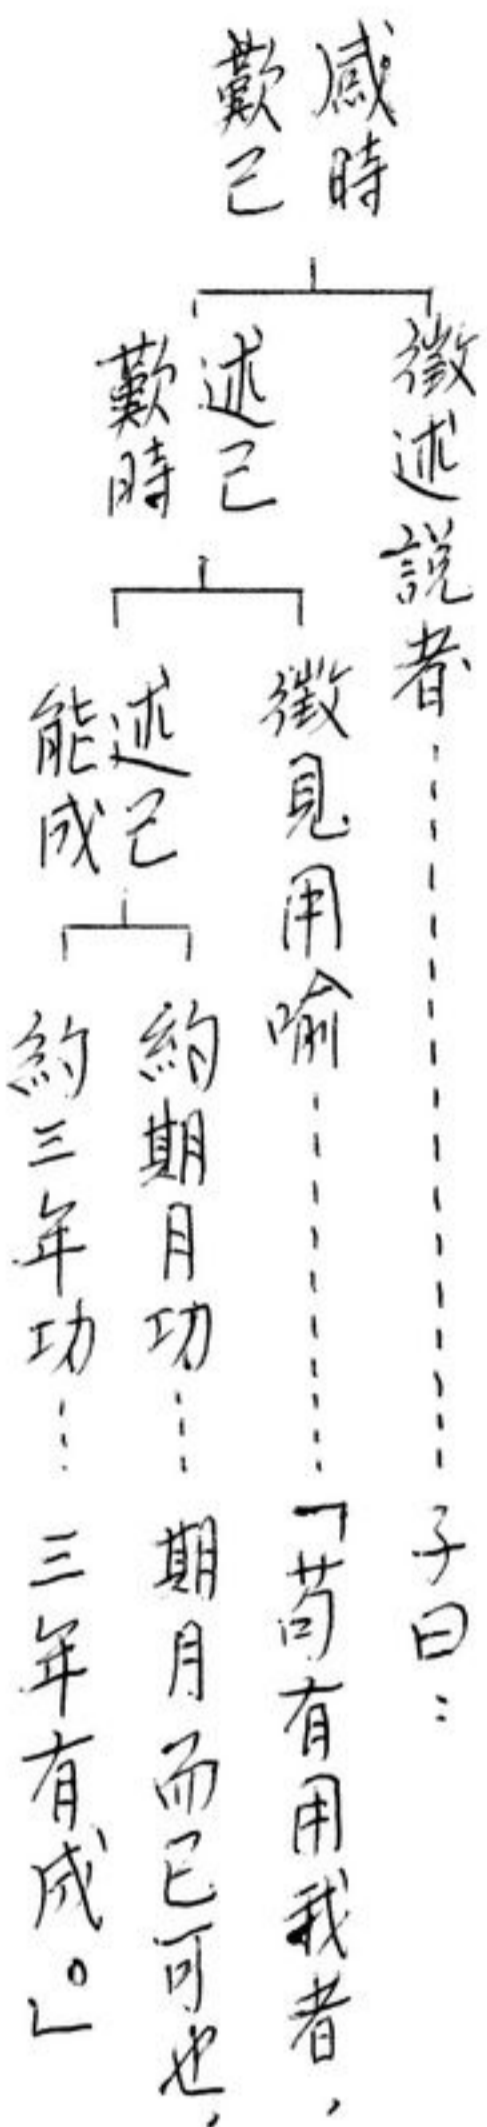 感時
歎己
徵述說者
子曰：
述己
歎時
徵見用喻
「苟有用我者，
述己
能成
約期月功
期月而已可也，
約三年功
三年有成。」